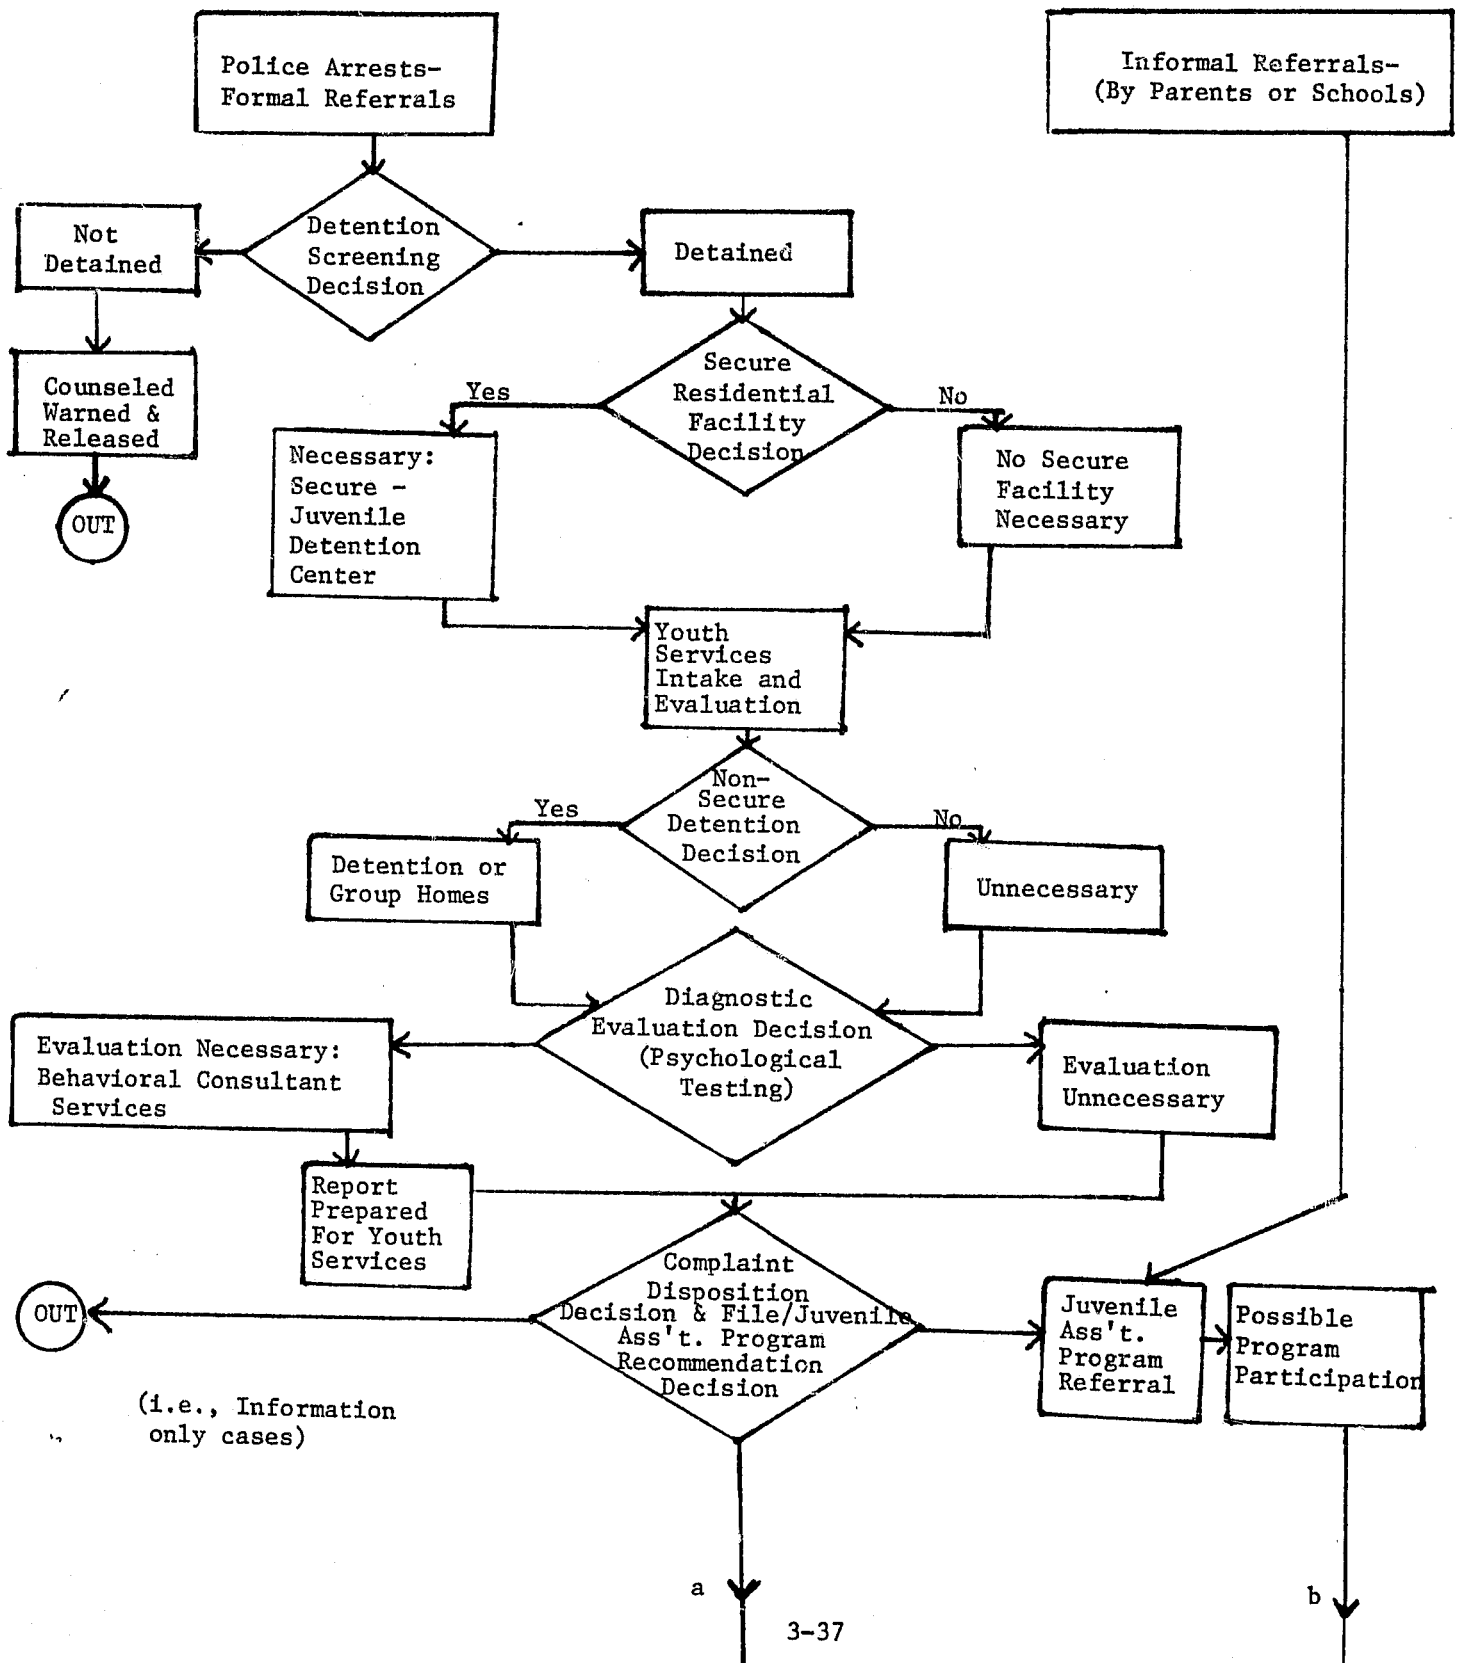 Police Arrests-
Formal Referrals
Informal Referrals-
(By Parents or Schools)
Detention
Screening
Decision
Not
Detained
Detained
Counseled
Warned &
Released
OUT
Secure
Residential
Facility
Decision
Yes
No
Necessary:
Secure -
Juvenile
Detention
Center
No Secure
Facility
Necessary
Youth
Services
Intake and
Evaluation
Non-
Secure
Detention
Decision
Yes
No
Detention or
Group Homes
Unnecessary
Diagnostic
Evaluation Decision
(Psychological
Testing)
Evaluation Necessary:
Behavioral Consultant
Services
Evaluation
Unnecessary
Report
Prepared
For Youth
Services
Complaint
Disposition
Decision & File/Juvenile
Ass't. Program
Recommendation
Decision
OUT
(i.e., Information
only cases)
Juvenile
Ass't.
Program
Referral
Possible
Program
Participation
a
b
3-37